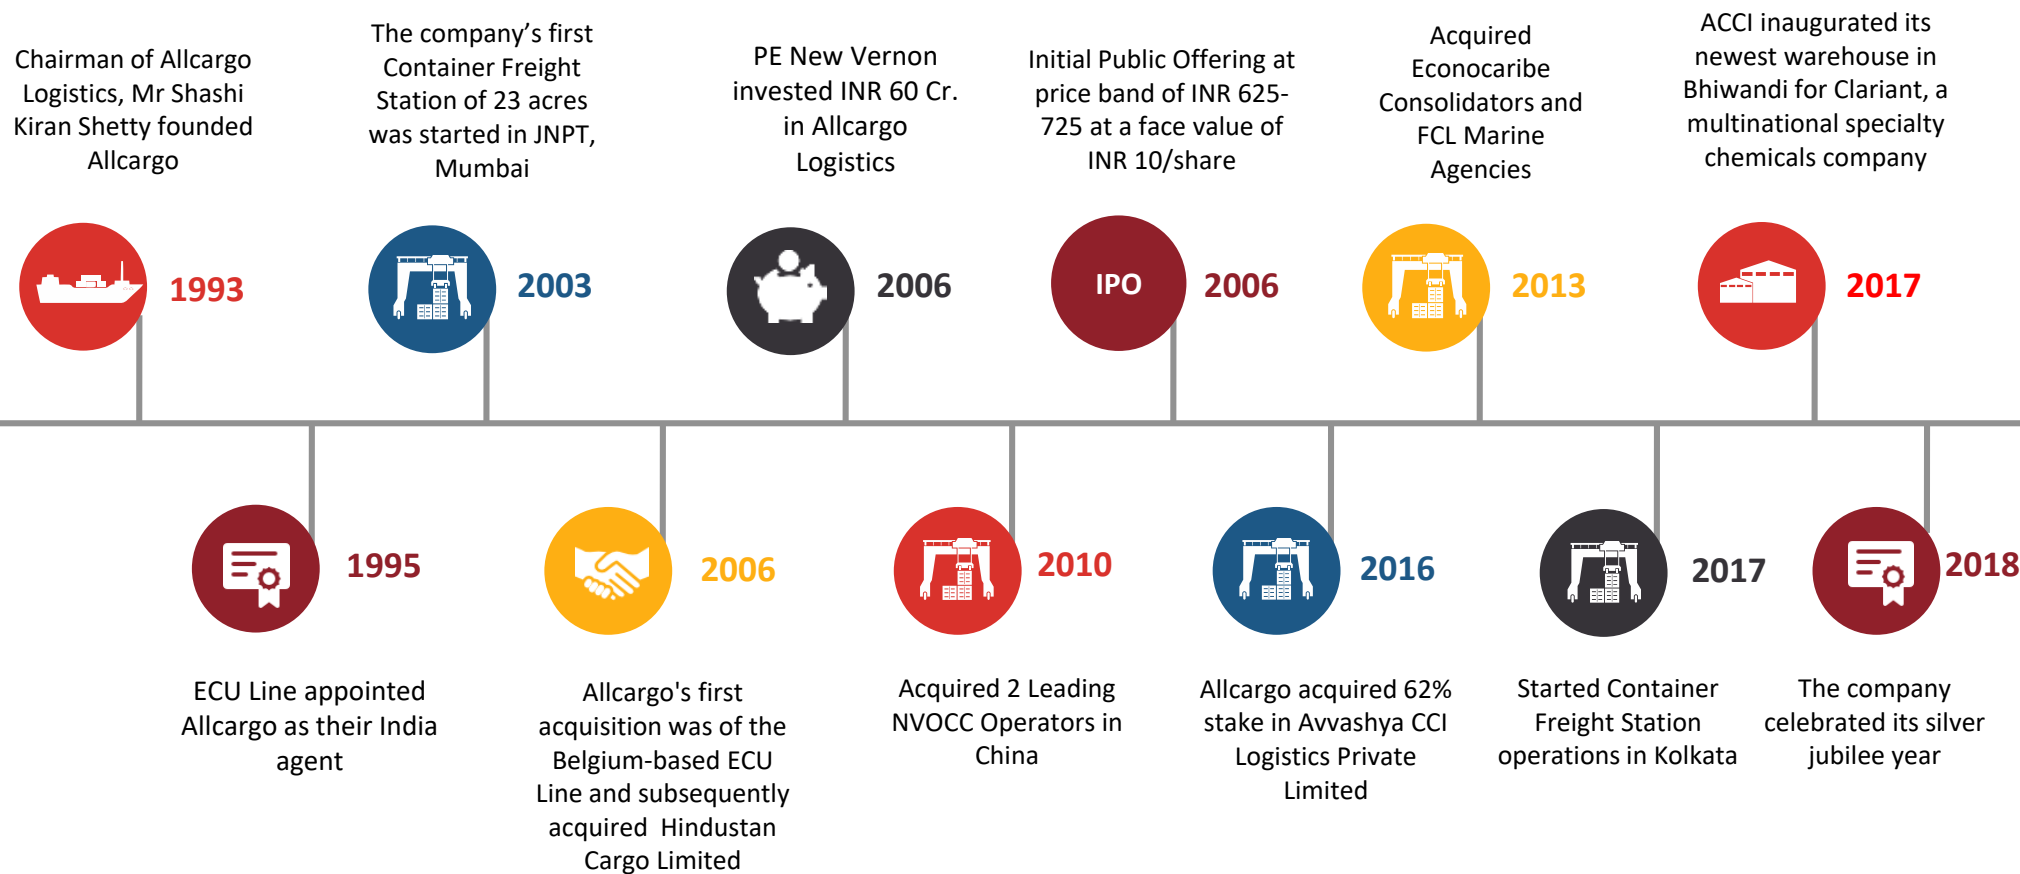 Chairman of Allcargo
Logistics, Mr Shashi
Kiran Shetty founded
Allcargo
1993
The company’s first
Container Freight
Station of 23 acres
was started in JNPT,
Mumbai
2003
PE New Vernon
invested INR 60 Cr.
in Allcargo
Logistics
2006
Initial Public Offering at
price band of INR 625-
725 at a face value of
INR 10/share
IPO
2006
Acquired
Econocaribe
Consolidators and
FCL Marine
Agencies
2013
ACCI inaugurated its
newest warehouse in
Bhiwandi for Clariant, a
multinational specialty
chemicals company
2017
1995
ECU Line appointed
Allcargo as their India
agent
2006
Allcargo's first
acquisition was of the
Belgium-based ECU
Line and subsequently
acquired Hindustan
Cargo Limited
2010
Acquired 2 Leading
NVOCC Operators in
China
2016
Allcargo acquired 62%
stake in Avvashya CCI
Logistics Private
Limited
2017
Started Container
Freight Station
operations in Kolkata
2018
The company
celebrated its silver
jubilee year